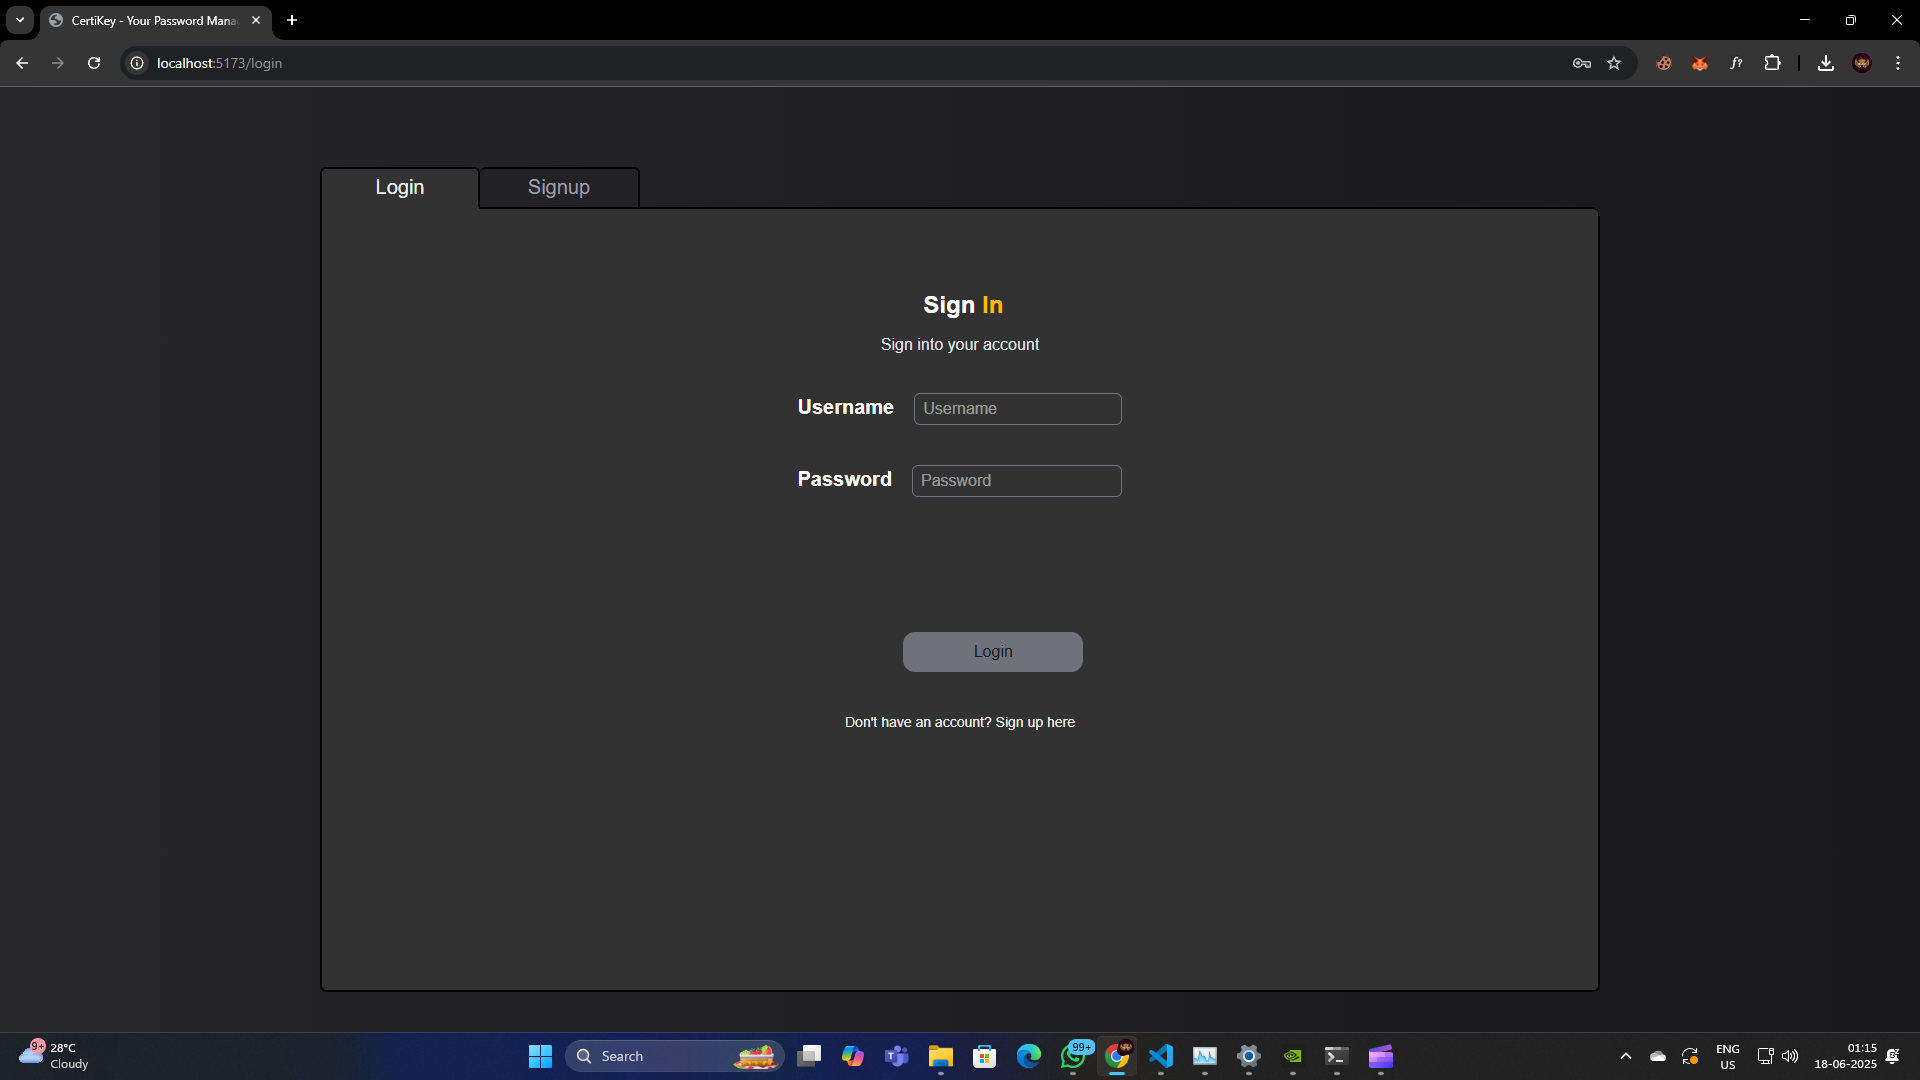 CertiKey - Your Password Mana
localhost:5173/login
Login
Signup
Sign In
Sign into your account
Username
Username
Password
Password
Login
Don't have an account? Sign up here
9+
28°C
Cloudy
Search
99+
ENG
US
01:15
18-06-2025